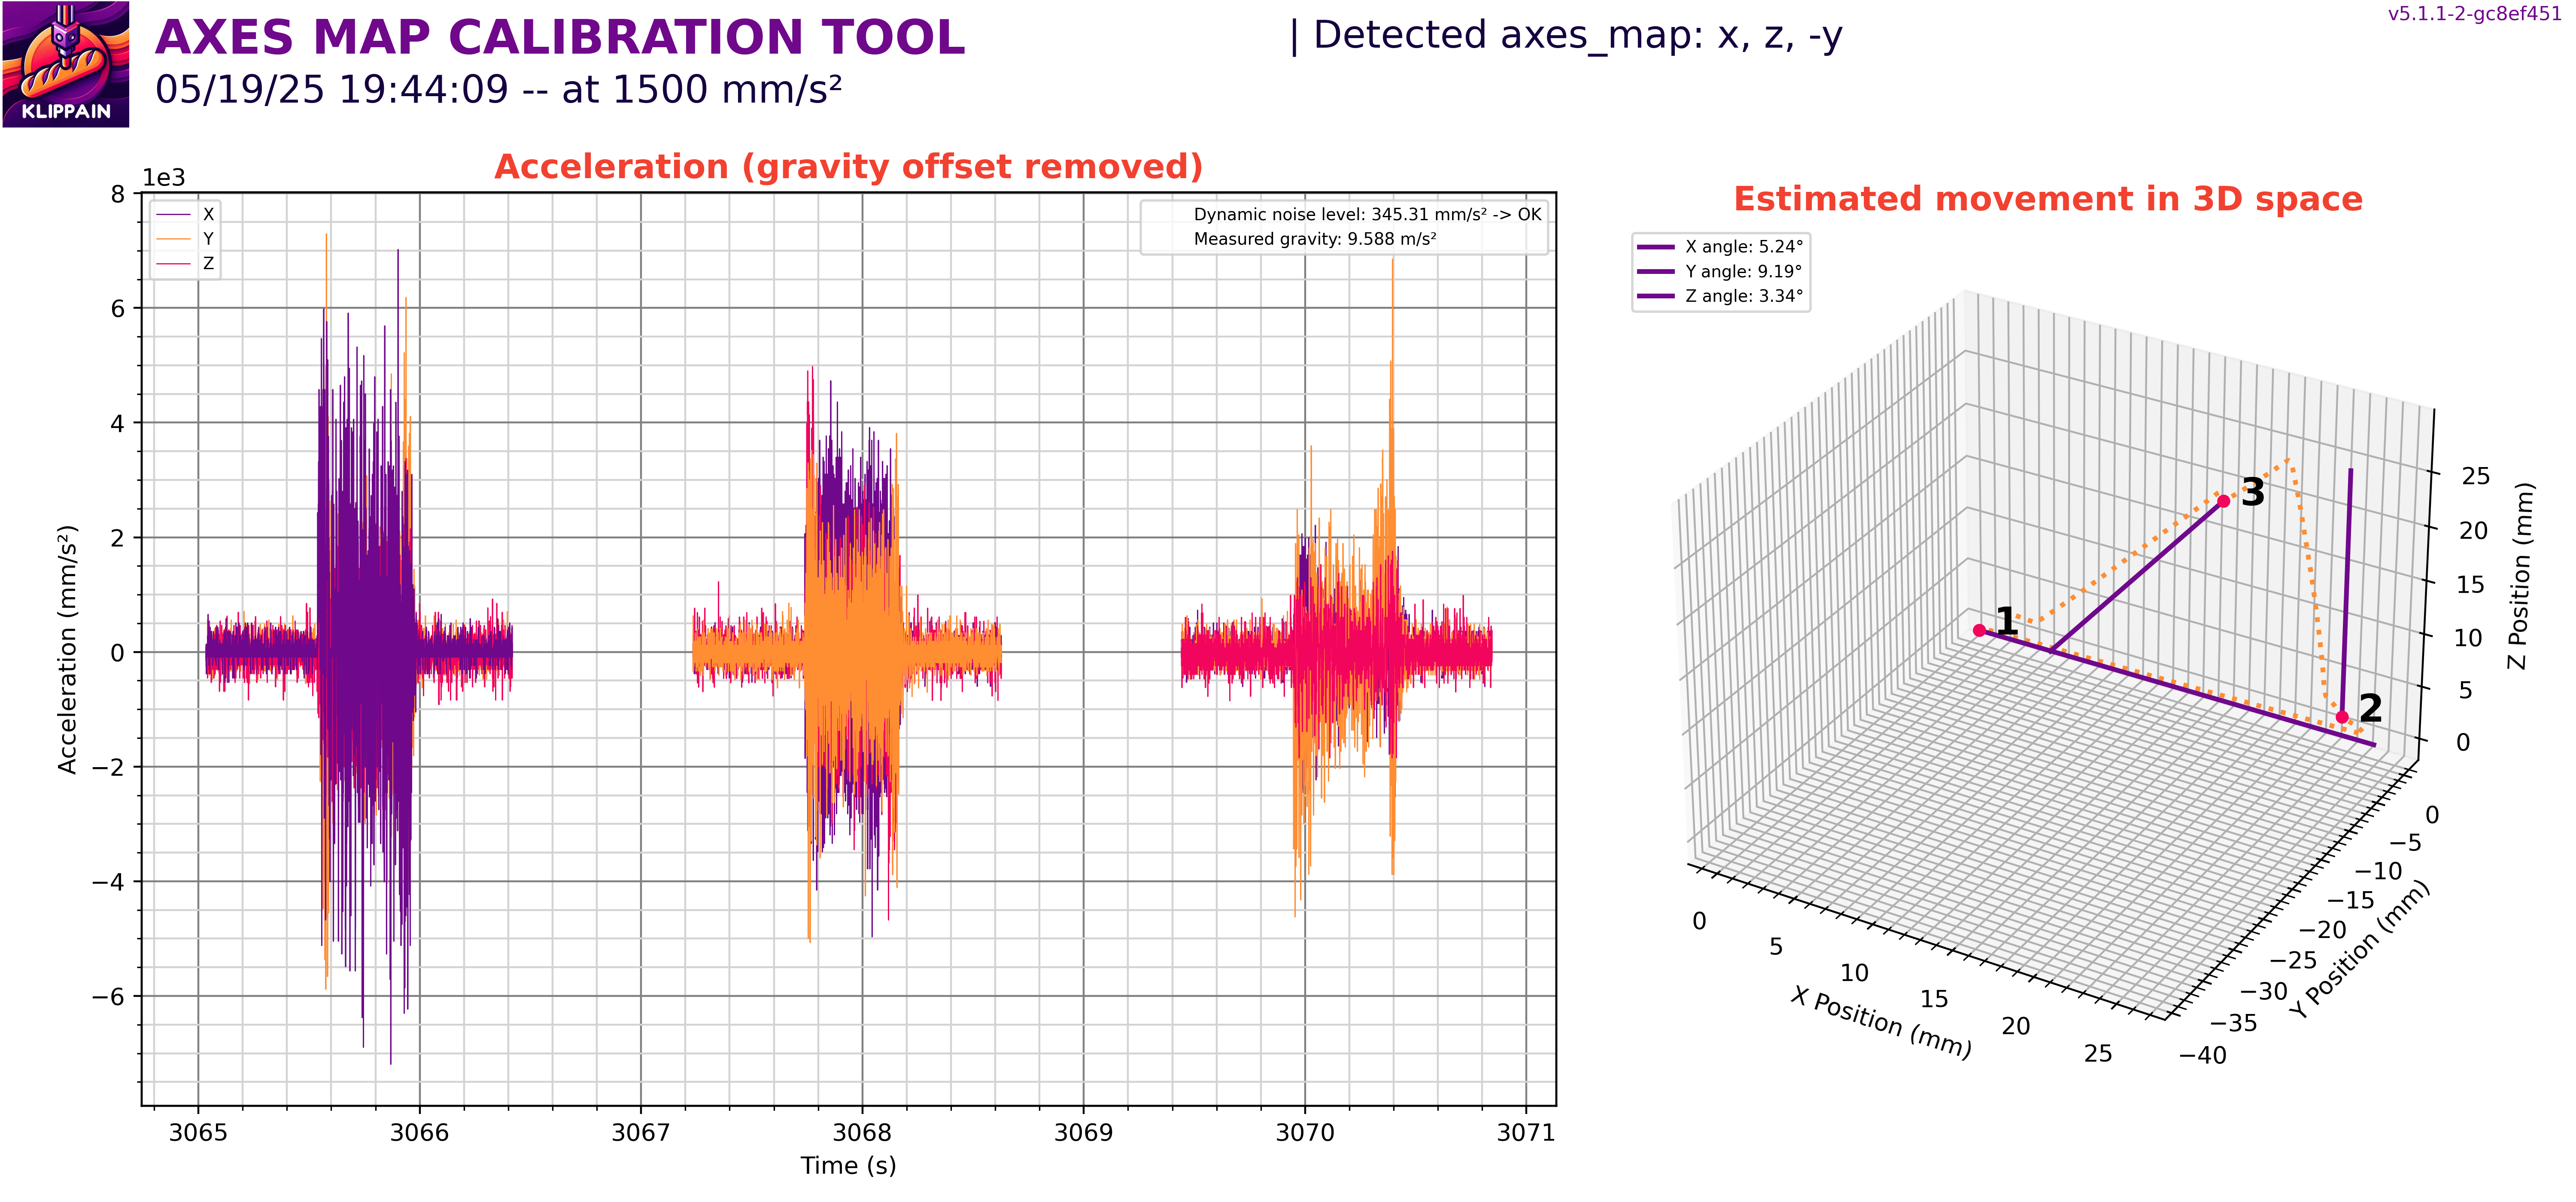 KLIPPAIN
AXES MAP CALIBRATION TOOL
05/19/25 19:44:09 -- at 1500 mm/s²
| Detected axes_map: x, z, -y
v5.1.1-2-gc8ef451
Acceleration (gravity offset removed)
1e3
X
Y
Z
Dynamic noise level: 345.31 mm/s² -> OK
Measured gravity: 9.588 m/s²
8
6
4
2
0
−2
−4
−6
Acceleration (mm/s²)
3065
3066
3067
3068
3069
3070
3071
Time (s)
Estimated movement in 3D space
X angle: 5.24°
Y angle: 9.19°
Z angle: 3.34°
1
2
3
0
5
10
15
20
25
X Position (mm)
−40
−35
−30
−25
−20
−15
−10
−5
0
Y Position (mm)
25
20
15
10
5
0
Z Position (mm)